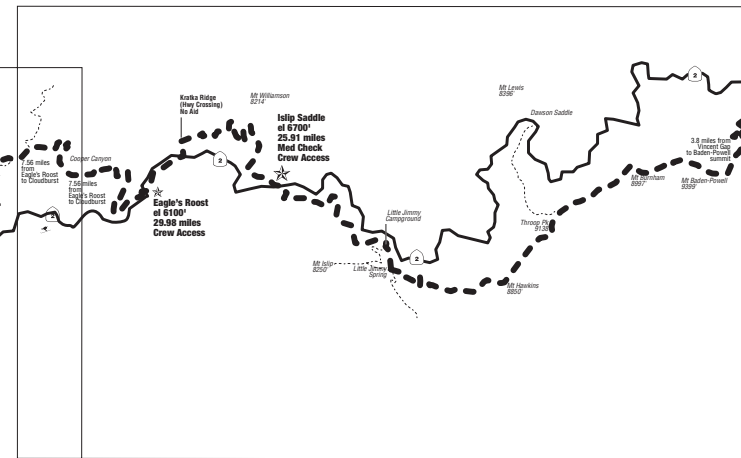 Kratka Ridge
(Hwy Crossing)
No Aid
Mt Williamson
8214'
Islip Saddle
el 6700'
25.91 miles
Med Check
Crew Access
2
Mt Lewis
8396'
Dawson Saddle
2
7.56 miles
from
Eagle's Roost
to Cloudburst
Cooper Canyon
7.56 miles
from
Eagle's Roost
to Cloudburst
2
Eagle's Roost
el 6100'
29.98 miles
Crew Access
3.8 miles from
Vincent Gap
to Baden-Powell
summit
Mt Burnham
8997'
Mt Baden-Powell
9399'
Throop Pk
9138'
Little Jimmy
Campground
2
Mt Islip
8250'
Little Jimmy
Spring
Mt Hawkins
8850'